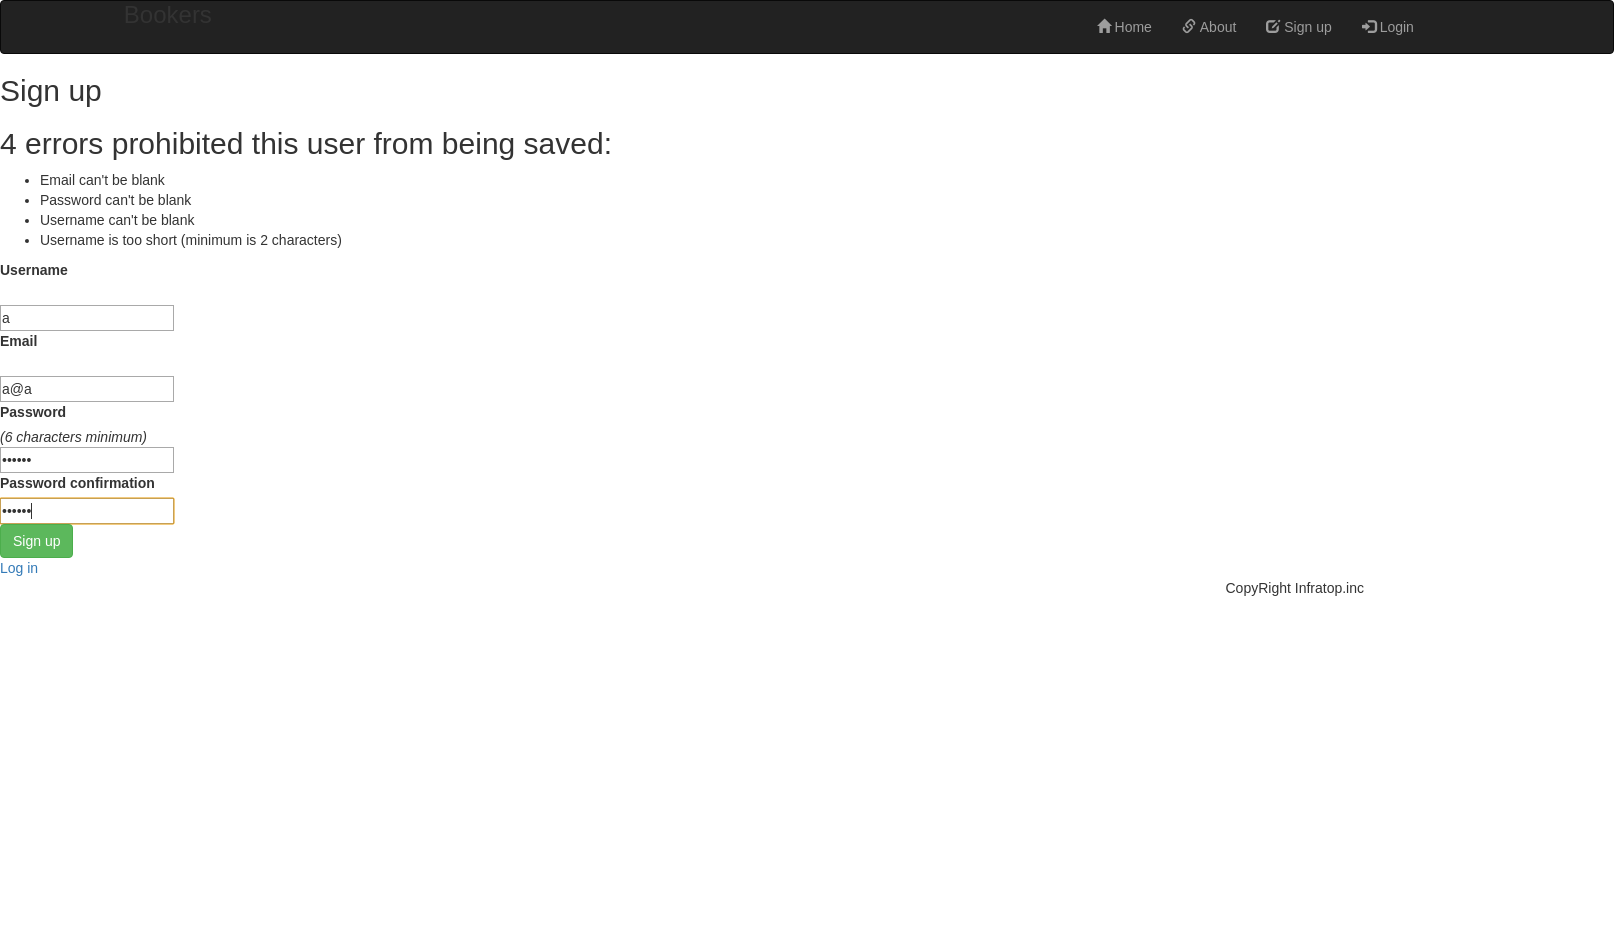 Bookers
Home
About
Sign up
Login
Sign up
4 errors prohibited this user from being saved:
Email can't be blank
Password can't be blank
Username can't be blank
Username is too short (minimum is 2 characters)
Username
a
Email
a@a
Password
(6 characters minimum)
••••••
Password confirmation
••••••
Sign up
Log in
CopyRight Infratop.inc